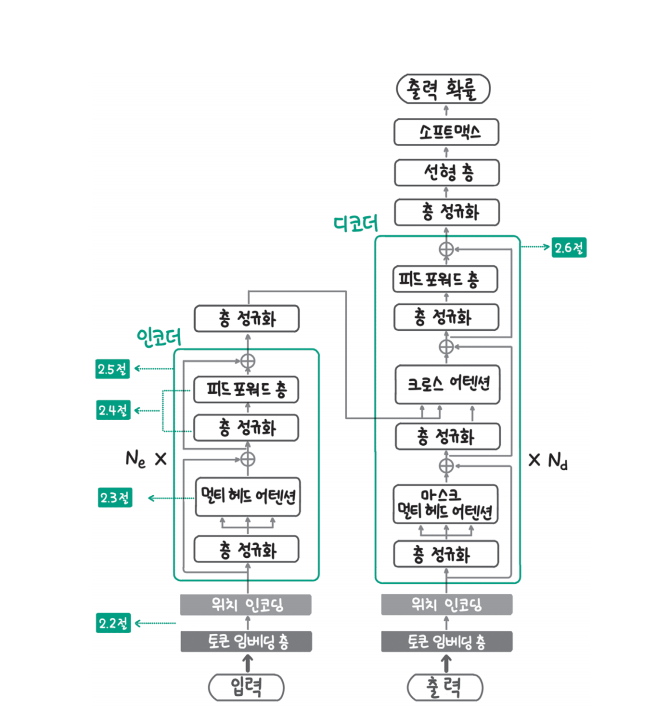 출력 확률
소프트맥스
선형 층
층 정규화
디코더
2.6절
피드 포워드 층
층 정규화
크로스 어텐션
층 정규화
× Nd
마스크
멀티 헤드 어텐션
층 정규화
위치 인코딩
토큰 임베딩 층
출력
층 정규화
인코더
2.5절
피드 포워드 층
2.4절
층 정규화
Ne ×
멀티 헤드 어텐션
2.3절
층 정규화
위치 인코딩
2.2절
토큰 임베딩 층
입력